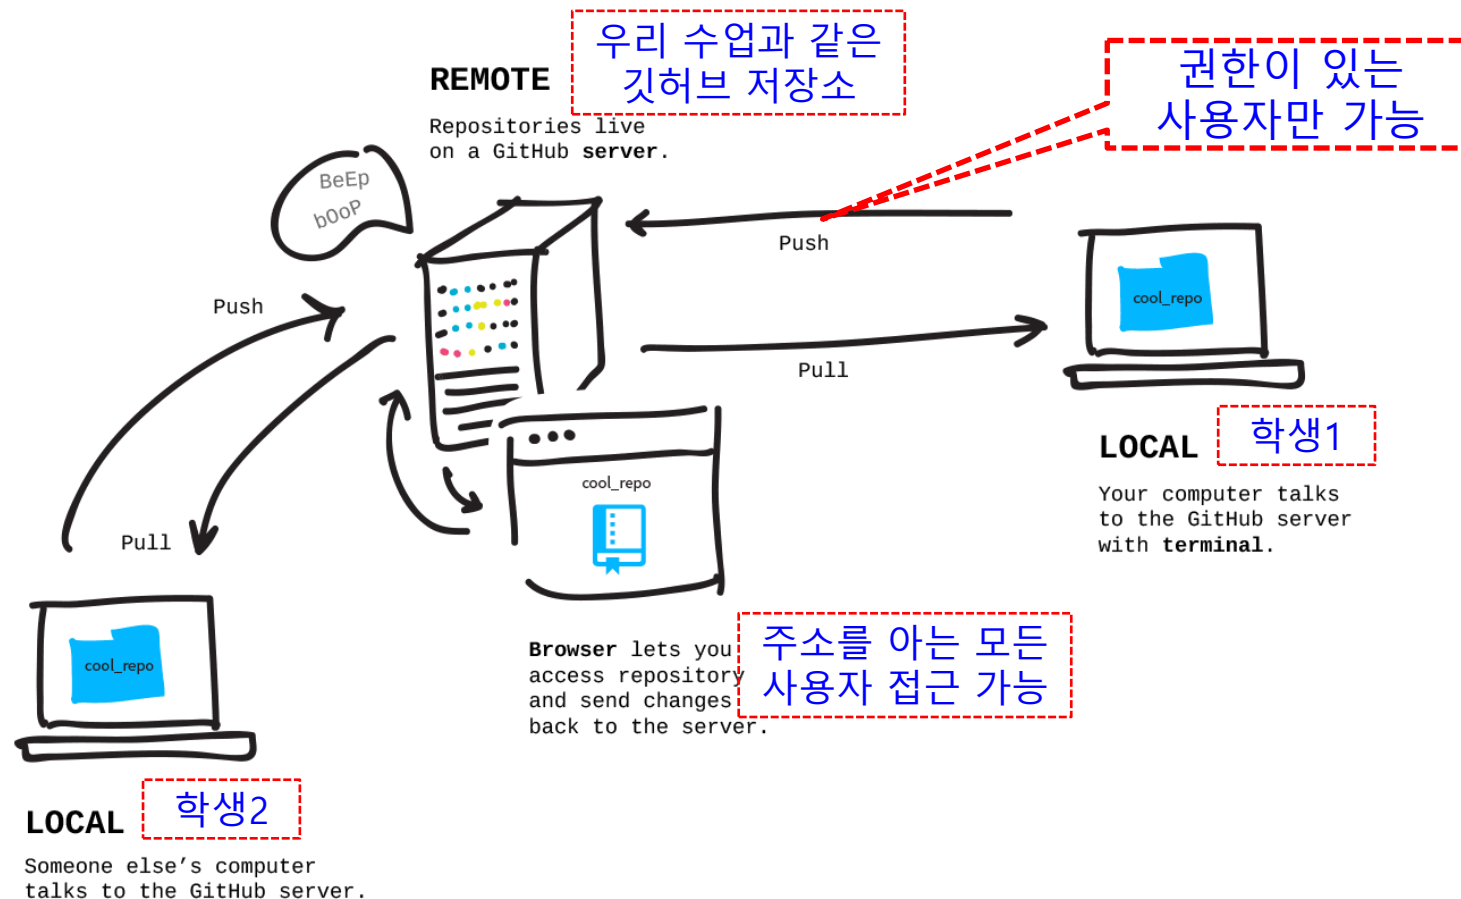 REMOTE
우리 수업과 같은
깃허브 저장소
Repositories live
on a GitHub server.
권한이 있는
사용자만 가능
BeEp
bOoP
Push
Pull
Push
Pull
cool_repo
LOCAL
학생1
Your computer talks
to the GitHub server
with terminal.
cool_repo
Browser lets you
access repository
and send changes
back to the server.
주소를 아는 모든
사용자 접근 가능
cool_repo
LOCAL
학생2
Someone else’s computer
talks to the GitHub server.